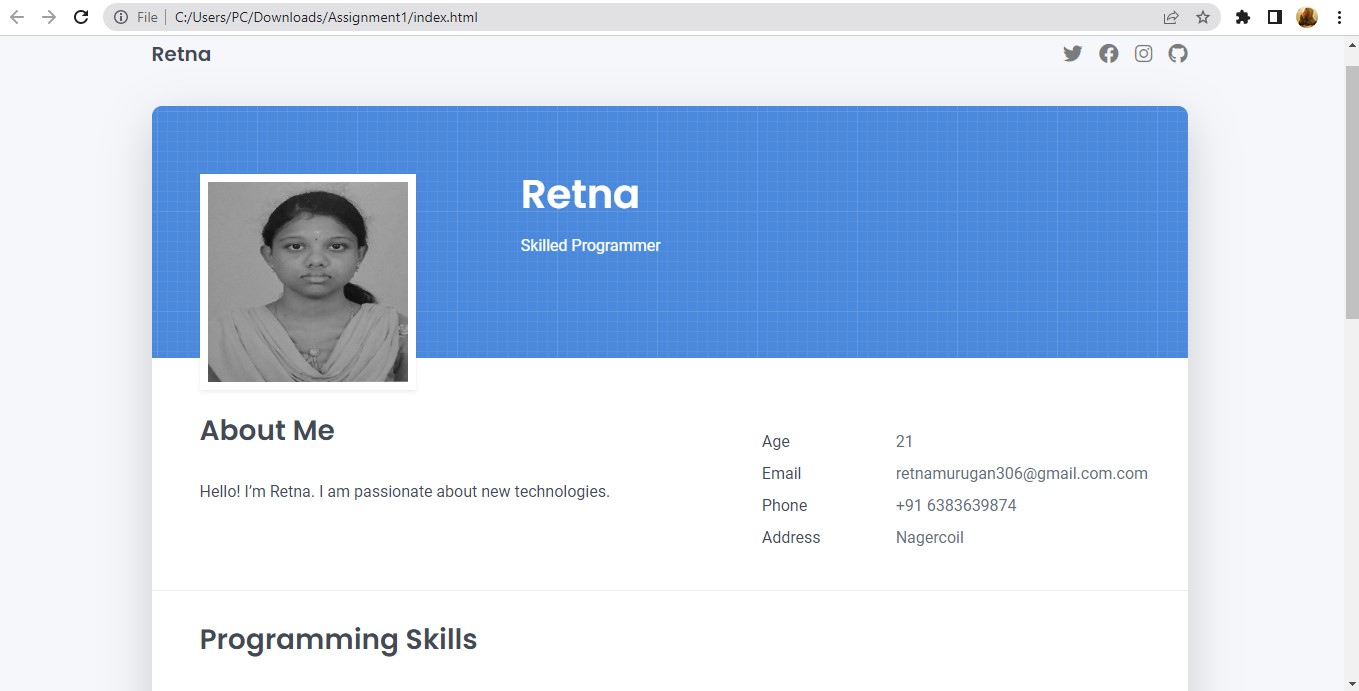 File C:/Users/PC/Downloads/Assignment1/index.html
Retna
Retna
Skilled Programmer
About Me
Hello! I’m Retna. I am passionate about new technologies.
Age 21
Email retnamurugan306@gmail.com.com
Phone +91 6383639874
Address Nagercoil
Programming Skills